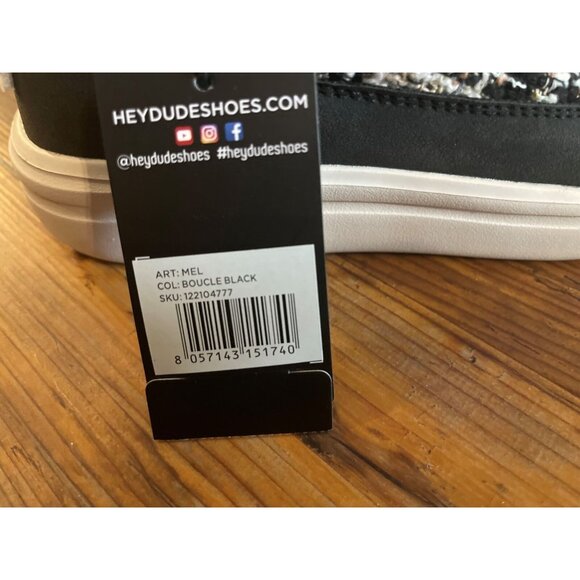 HEYDUDESHOES.COM
@heydudeshoes #heydudeshoes
ART: MEL
COL: BOUCLE BLACK
SKU: 122104777
8 057143 151740